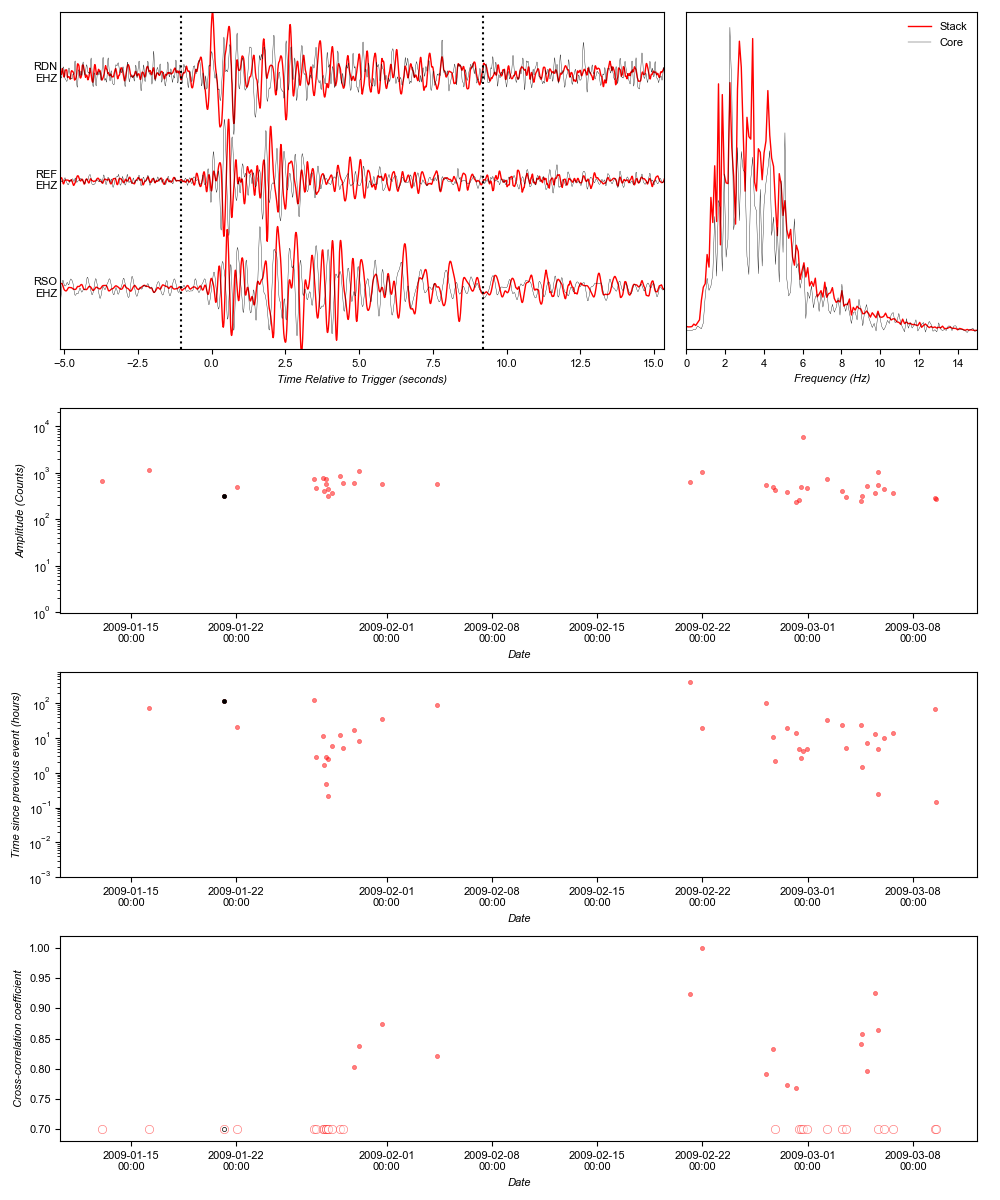 RDN
EHZ
REF
EHZ
RSO
EHZ
−5.0 −2.5 0.0 2.5 5.0 7.5 10.0 12.5 15.0
Time Relative to Trigger (seconds)
Stack
Core
0 2 4 6 8 10 12 14
Frequency (Hz)
Amplitude (Counts)
10⁴
10³
10²
10¹
10⁰
2009-01-15 2009-01-22 2009-02-01 2009-02-08 2009-02-15 2009-02-22 2009-03-01 2009-03-08
00:00 00:00 00:00 00:00 00:00 00:00 00:00 00:00
Date
Time since previous event (hours)
10²
10¹
10⁰
10⁻¹
10⁻²
10⁻³
2009-01-15 2009-01-22 2009-02-01 2009-02-08 2009-02-15 2009-02-22 2009-03-01 2009-03-08
00:00 00:00 00:00 00:00 00:00 00:00 00:00 00:00
Date
Cross-correlation coefficient
1.00
0.95
0.90
0.85
0.80
0.75
0.70
2009-01-15 2009-01-22 2009-02-01 2009-02-08 2009-02-15 2009-02-22 2009-03-01 2009-03-08
00:00 00:00 00:00 00:00 00:00 00:00 00:00 00:00
Date